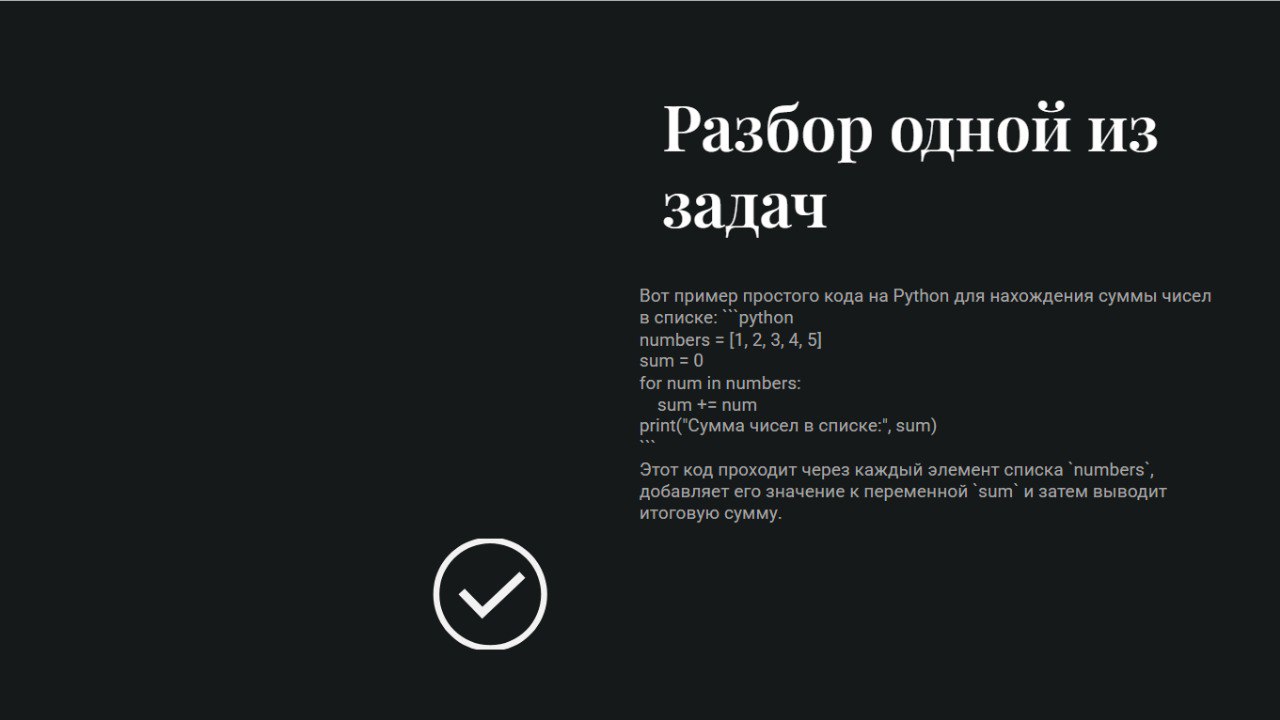 Разбор одной из
задач
Вот пример простого кода на Python для нахождения суммы чисел
в списке: ```python
numbers = [1, 2, 3, 4, 5]
sum = 0
for num in numbers:
    sum += num
print("Сумма чисел в списке:", sum)
```
Этот код проходит через каждый элемент списка `numbers`,
добавляет его значение к переменной `sum` и затем выводит
итоговую сумму.